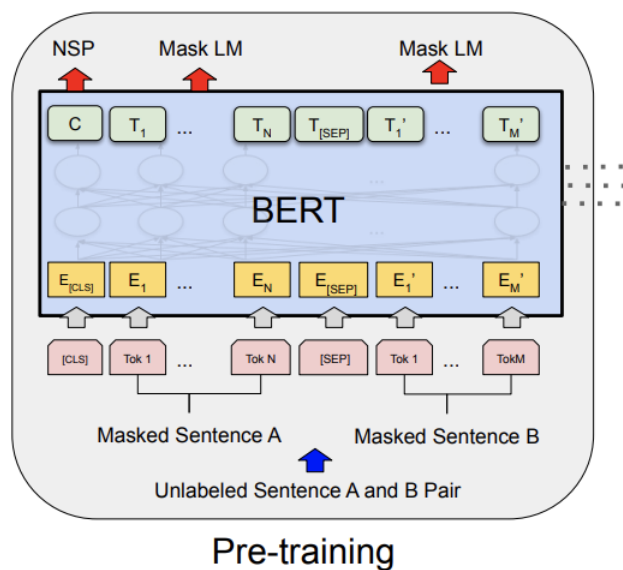 NSP Mask LM Mask LM
C T1 ... TN T[SEP] T1’ ... TM’
...
BERT
...
E[CLS] E1 ... EN E[SEP] E1’ ... EM’
[CLS] Tok 1 ... Tok N [SEP] Tok 1 ... TokM
Masked Sentence A Masked Sentence B
Unlabeled Sentence A and B Pair
Pre-training